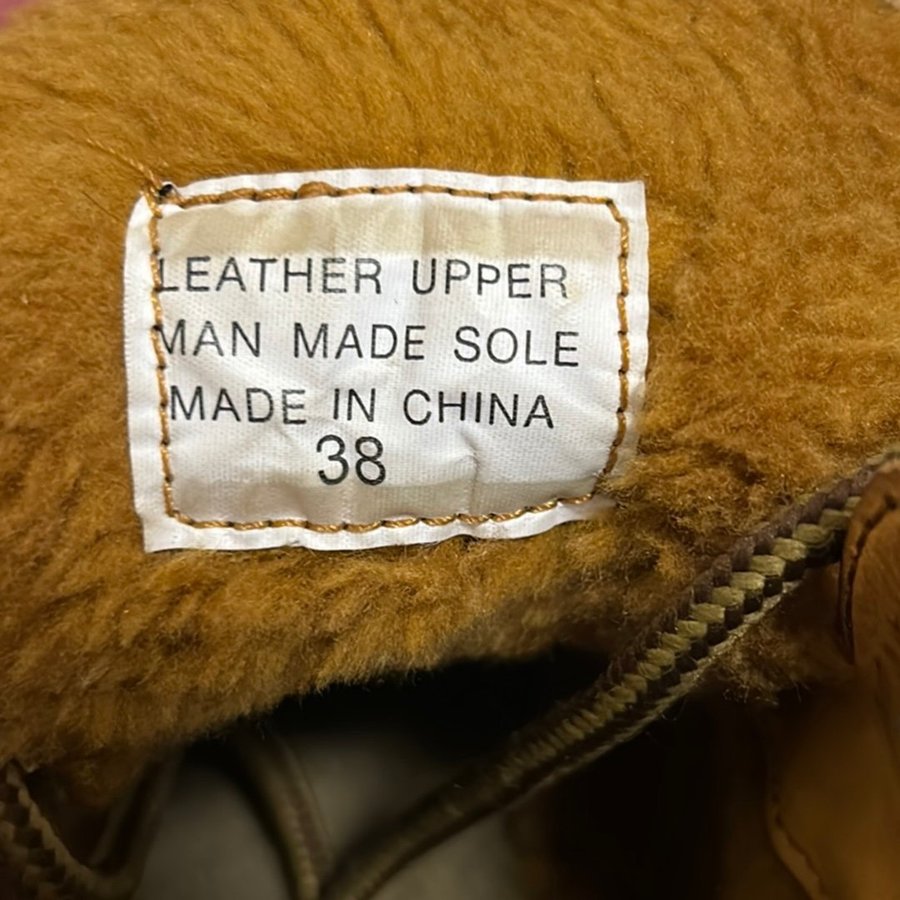 LEATHER UPPER
MAN MADE SOLE
MADE IN CHINA
38